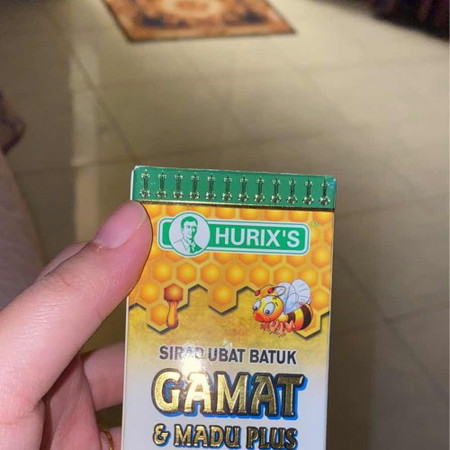 HURIX'S
SIRAP UBAT BATUK
GAMAT
& MADU PLUS